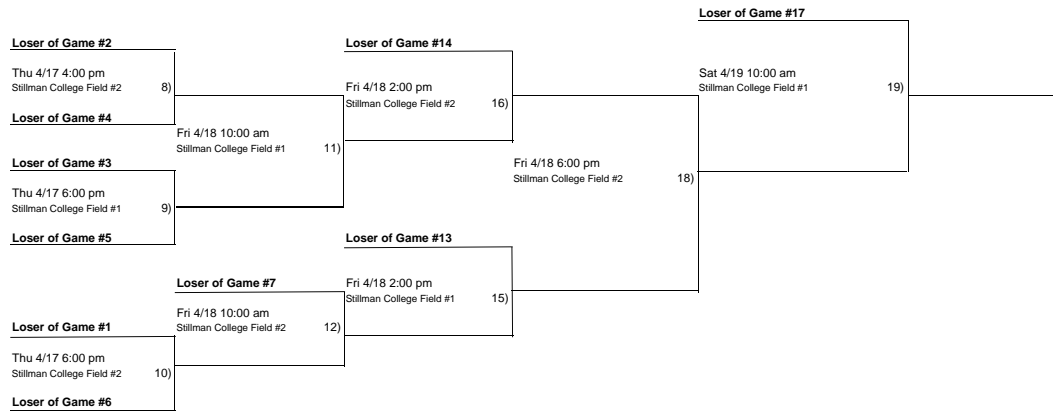 Loser of Game #17
Loser of Game #2
Loser of Game #14
Thu 4/17 4:00 pm
Stillman College Field #2 8)
Fri 4/18 2:00 pm
Stillman College Field #2 16)
Sat 4/19 10:00 am
Stillman College Field #1 19)
Loser of Game #4
Fri 4/18 10:00 am
Stillman College Field #1 11)
Loser of Game #3
Fri 4/18 6:00 pm
Stillman College Field #2 18)
Thu 4/17 6:00 pm
Stillman College Field #1 9)
Loser of Game #5
Loser of Game #13
Loser of Game #7
Fri 4/18 2:00 pm
Stillman College Field #1 15)
Fri 4/18 10:00 am
Stillman College Field #2 12)
Loser of Game #1
Thu 4/17 6:00 pm
Stillman College Field #2 10)
Loser of Game #6